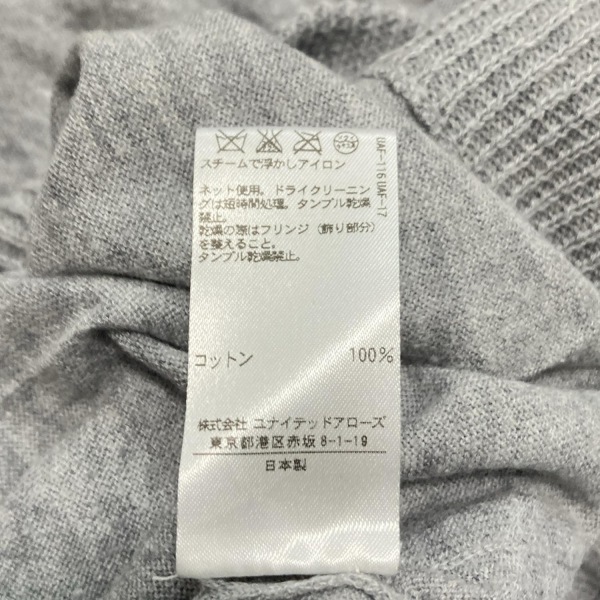 スチームで浮かしアイロン
ネット使用。ドライクリーニン
グは短時間処理。タンブル乾燥
禁止。
乾燥の際はフリンジ（飾り部分）
を整えること。
タンブル乾燥禁止。
コットン 100%
株式会社 ユナイテッドアローズ
東京都港区赤坂8-1-19
日本製
UAF-116 UAF-17